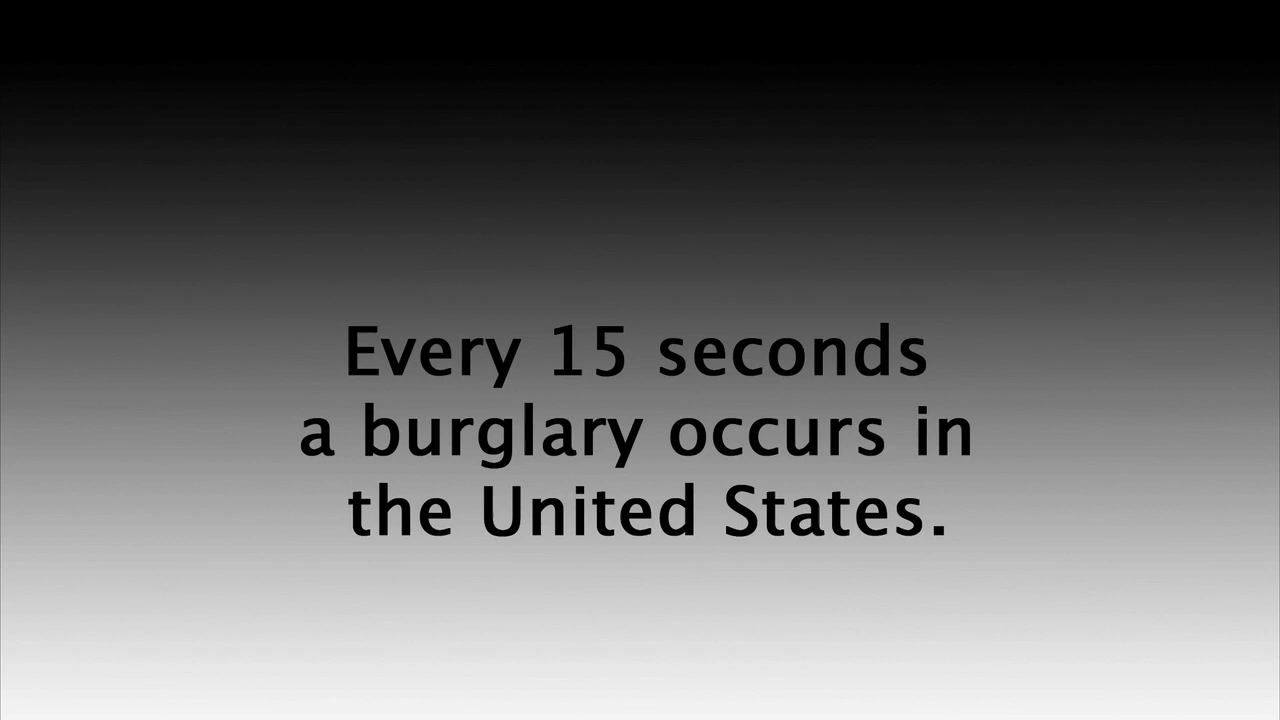 Every 15 seconds
a burglary occurs in
the United States.